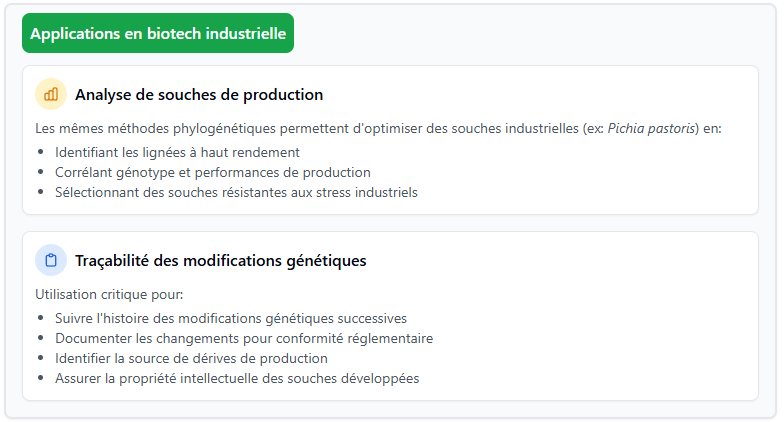 Applications en biotech industrielle
Analyse de souches de production
Les mêmes méthodes phylogénétiques permettent d'optimiser des souches industrielles (ex: Pichia pastoris) en:
• Identifiant les lignées à haut rendement
• Corrélant génotype et performances de production
• Sélectionnant des souches résistantes aux stress industriels
Traçabilité des modifications génétiques
Utilisation critique pour:
• Suivre l'histoire des modifications génétiques successives
• Documenter les changements pour conformité réglementaire
• Identifier la source de dérives de production
• Assurer la propriété intellectuelle des souches développées